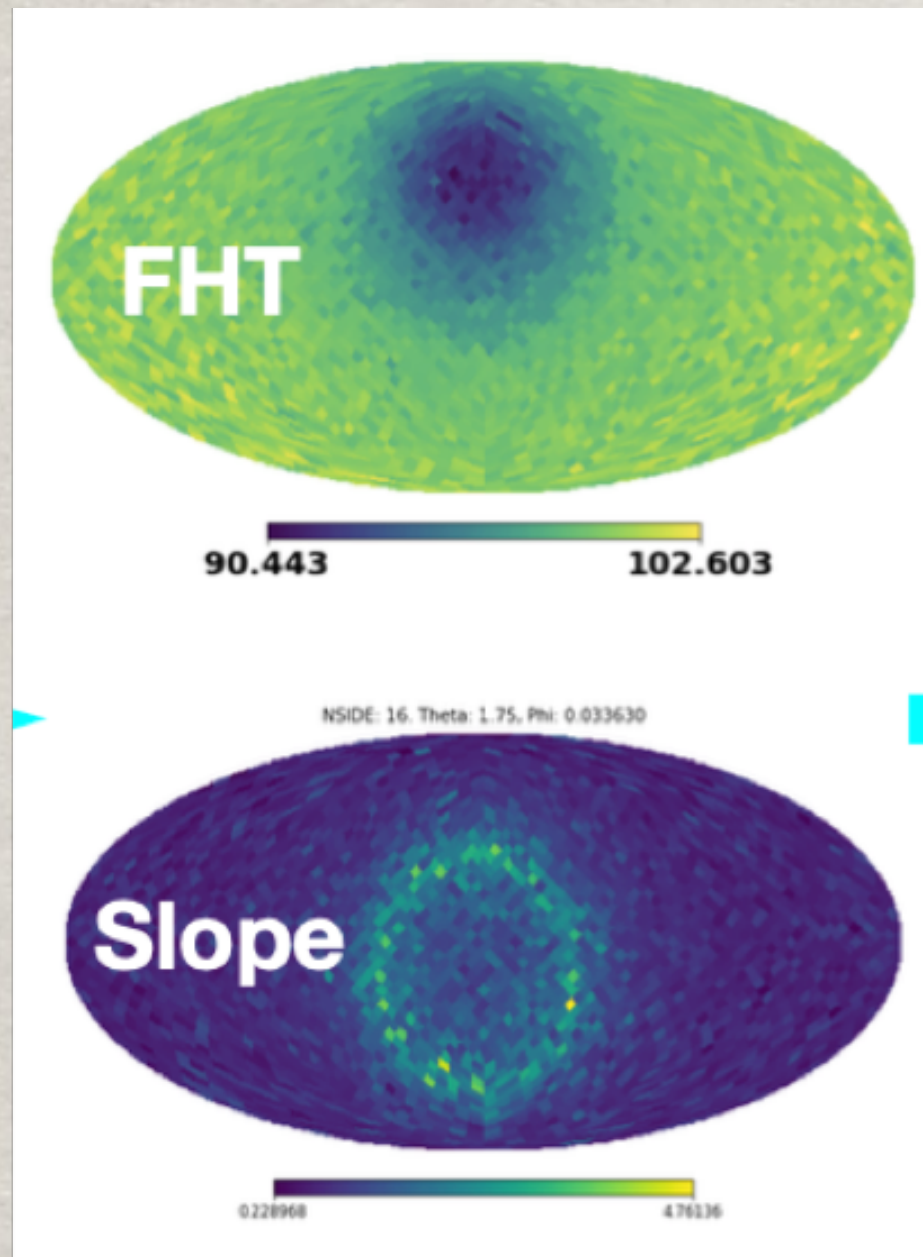 FHT
90.443 102.603
NSIDE: 16. Theta: 1.75, Phi: 0.033630
Slope
0.228968 4.76136